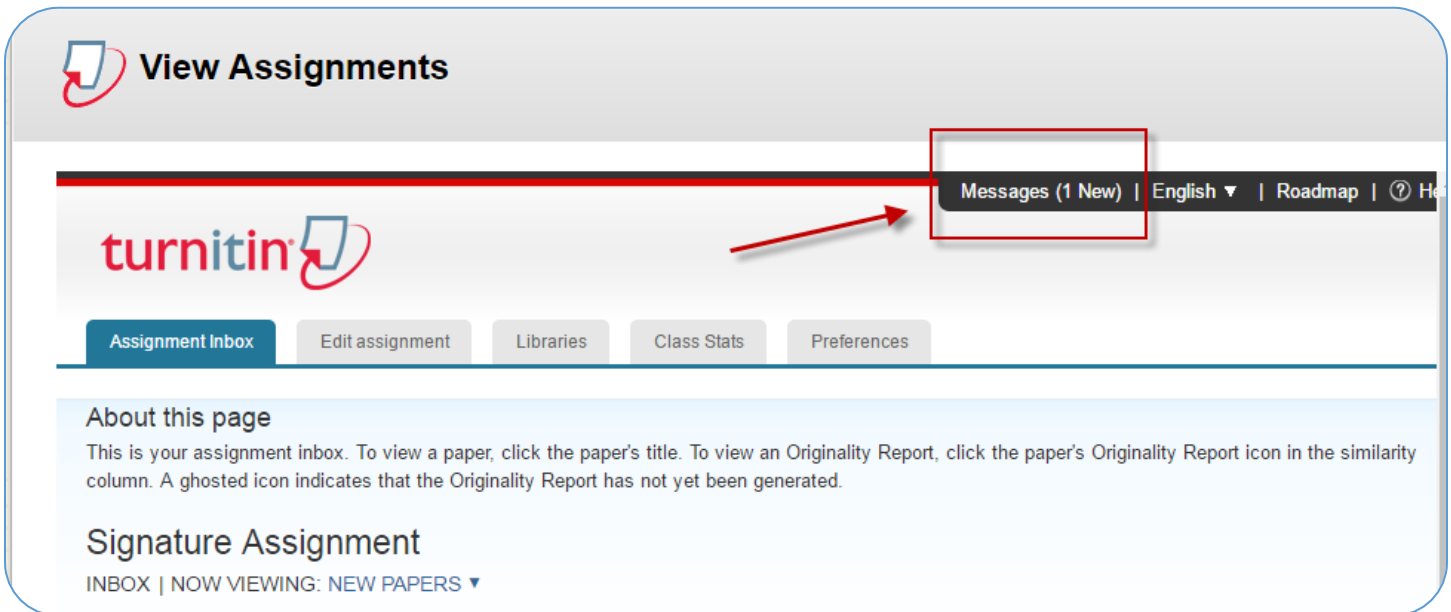 View Assignments
Messages (1 New) | English ▼ | Roadmap | ? He
turnitin
Assignment Inbox Edit assignment Libraries Class Stats Preferences
About this page
This is your assignment inbox. To view a paper, click the paper's title. To view an Originality Report, click the paper's Originality Report icon in the similarity
column. A ghosted icon indicates that the Originality Report has not yet been generated.
Signature Assignment
INBOX | NOW VIEWING: NEW PAPERS ▼